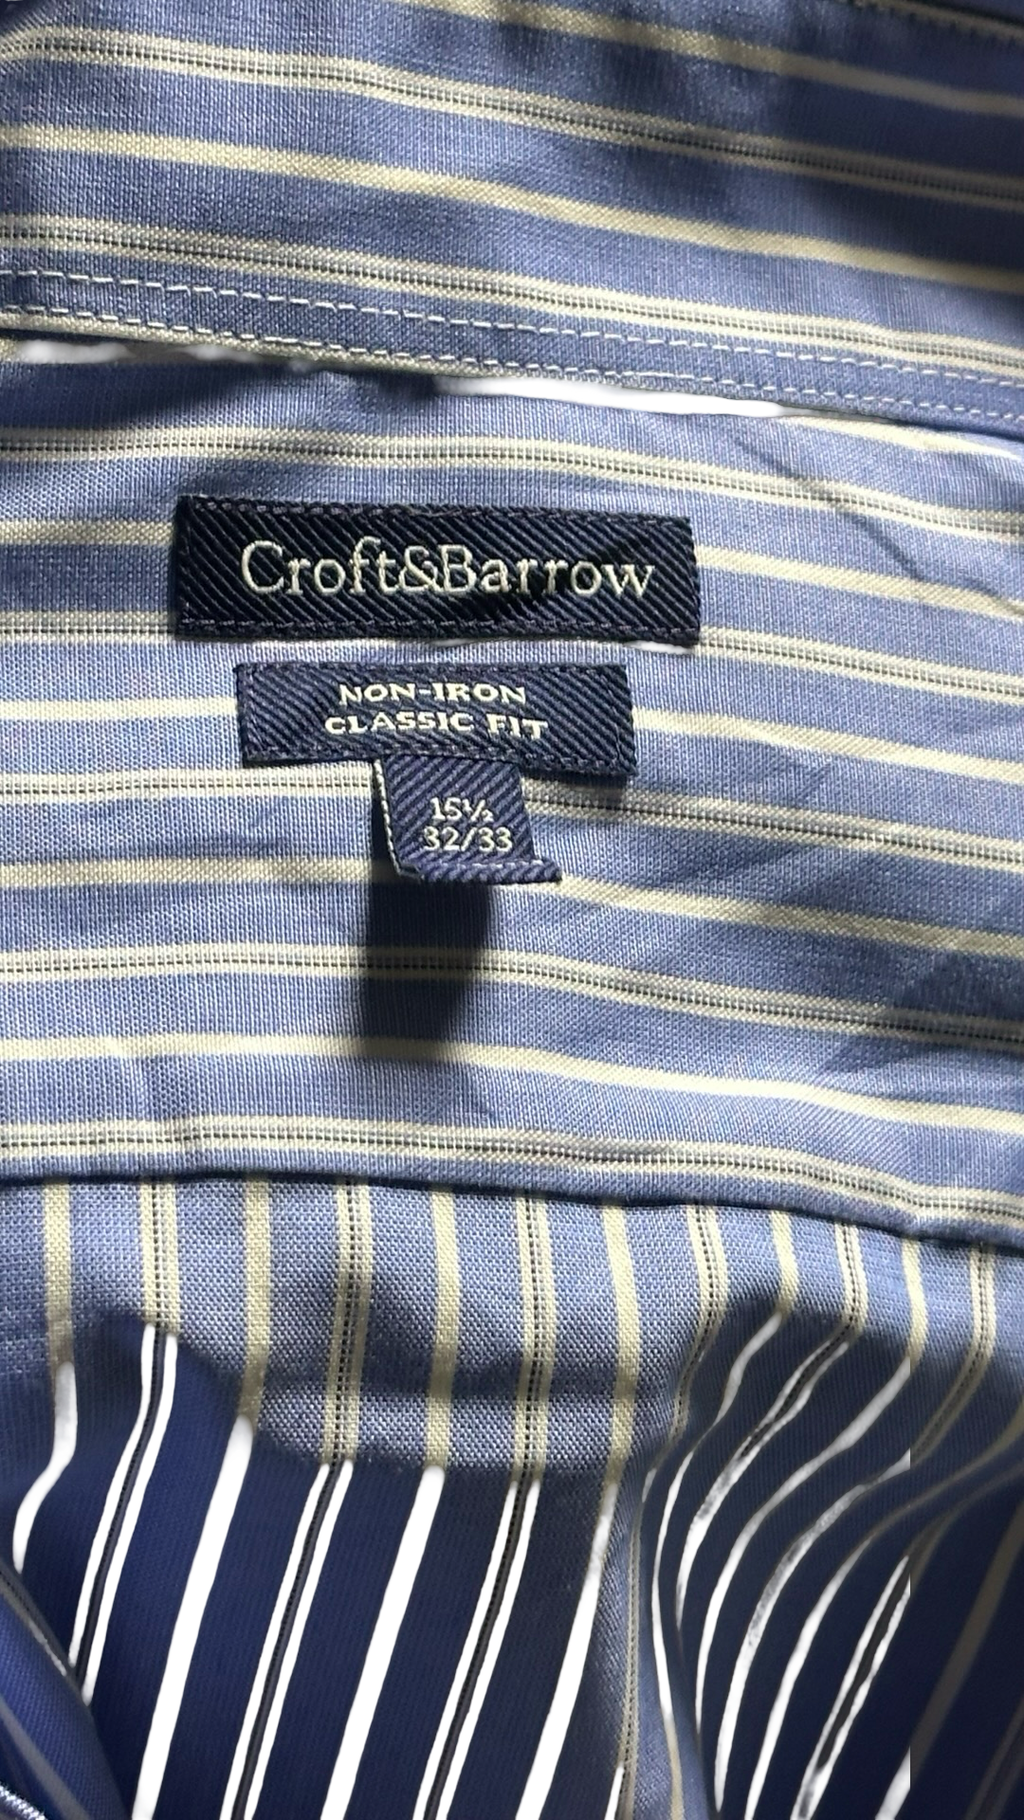 Croft&Barrow
NON-IRON
CLASSIC FIT
15½
32/33